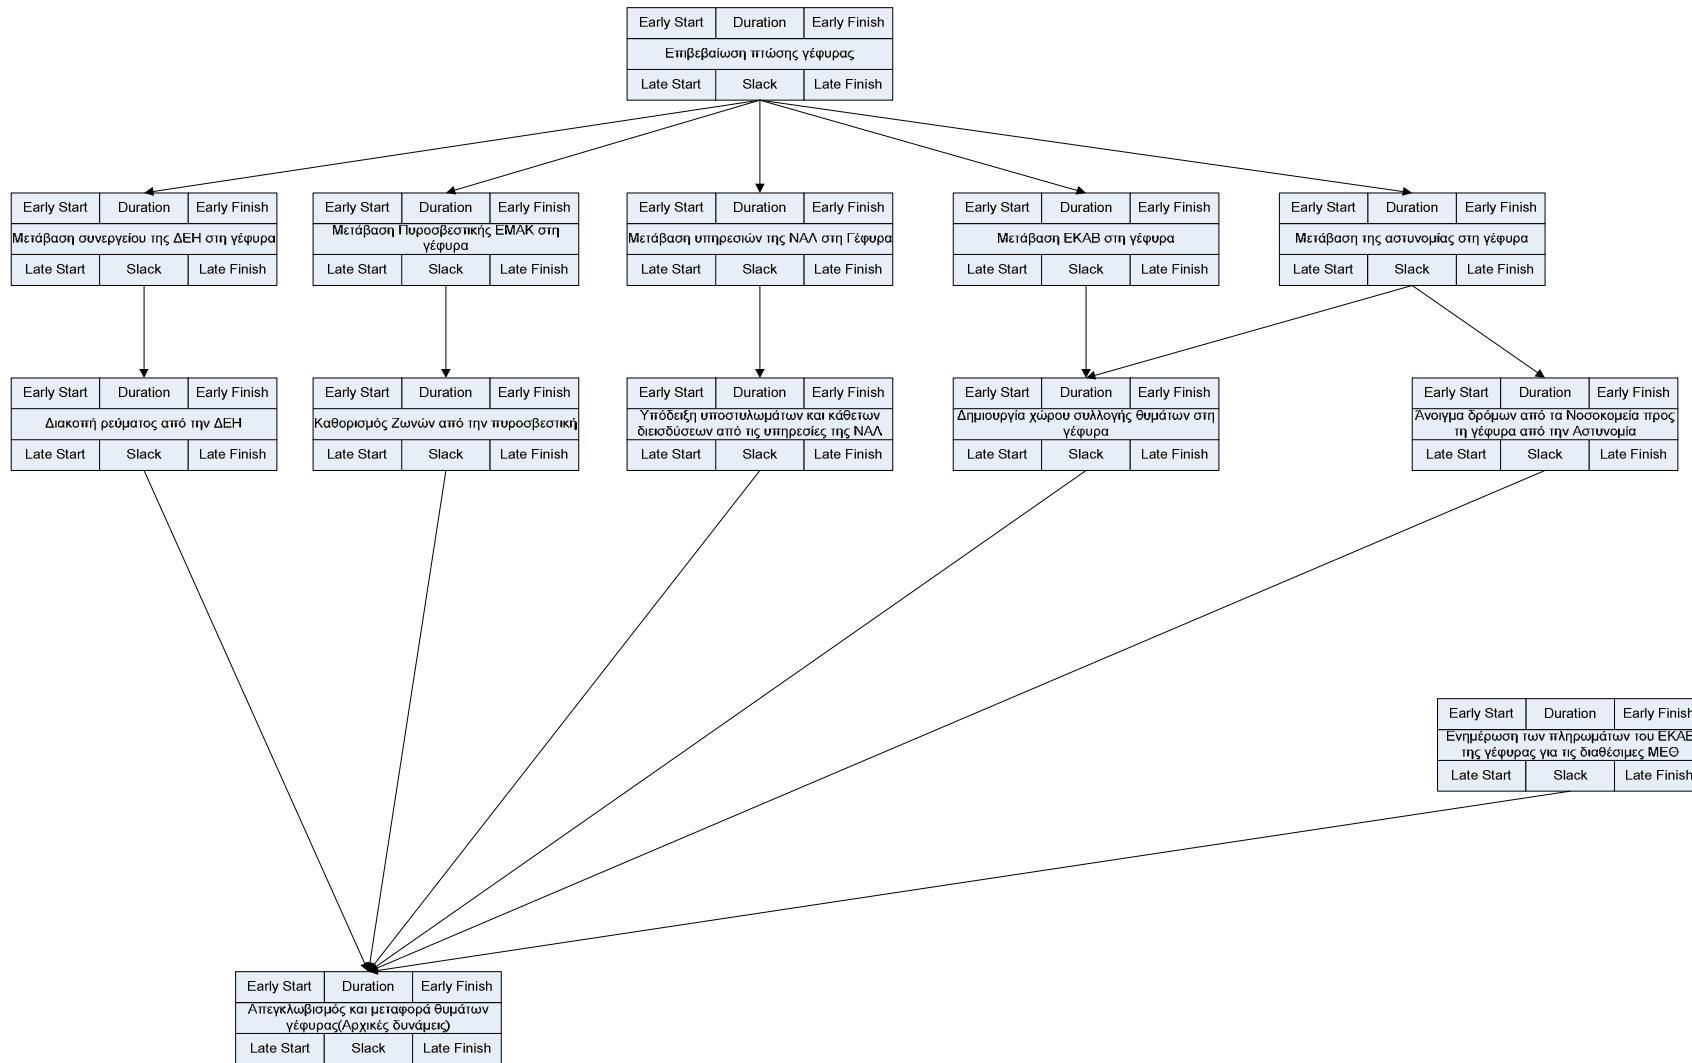 Early Start Duration Early Finish
Επιβεβαίωση πτώσης γέφυρας
Late Start Slack Late Finish
Early Start Duration Early Finish
Μετάβαση συνεργείου της ΔΕΗ στη γέφυρα
Late Start Slack Late Finish
Early Start Duration Early Finish
Μετάβαση Πυροσβεστικής ΕΜΑΚ στη
γέφυρα
Late Start Slack Late Finish
Early Start Duration Early Finish
Μετάβαση υπηρεσιών της ΝΑΛ στη Γέφυρα
Late Start Slack Late Finish
Early Start Duration Early Finish
Μετάβαση ΕΚΑΒ στη γέφυρα
Late Start Slack Late Finish
Early Start Duration Early Finish
Μετάβαση της αστυνομίας στη γέφυρα
Late Start Slack Late Finish
Early Start Duration Early Finish
Διακοπή ρεύματος από την ΔΕΗ
Late Start Slack Late Finish
Early Start Duration Early Finish
Καθορισμός Ζωνών από την πυροσβεστική
Late Start Slack Late Finish
Early Start Duration Early Finish
Υπόδειξη υποστυλωμάτων και κάθετων
διεισδύσεων από τις υπηρεσίες της ΝΑΛ
Late Start Slack Late Finish
Early Start Duration Early Finish
Δημιουργία χώρου συλλογής θυμάτων στη
γέφυρα
Late Start Slack Late Finish
Early Start Duration Early Finish
Άνοιγμα δρόμων από τα Νοσοκομεία προς
τη γέφυρα από την Αστυνομία
Late Start Slack Late Finish
Early Start Duration Early Finish
Ενημέρωση των πληρωμάτων του ΕΚΑΒ
της γέφυρας για τις διαθέσιμες ΜΕΘ
Late Start Slack Late Finish
Early Start Duration Early Finish
Απεγκλωβισμός και μεταφορά θυμάτων
γέφυρας(Αρχικές δυνάμεις)
Late Start Slack Late Finish